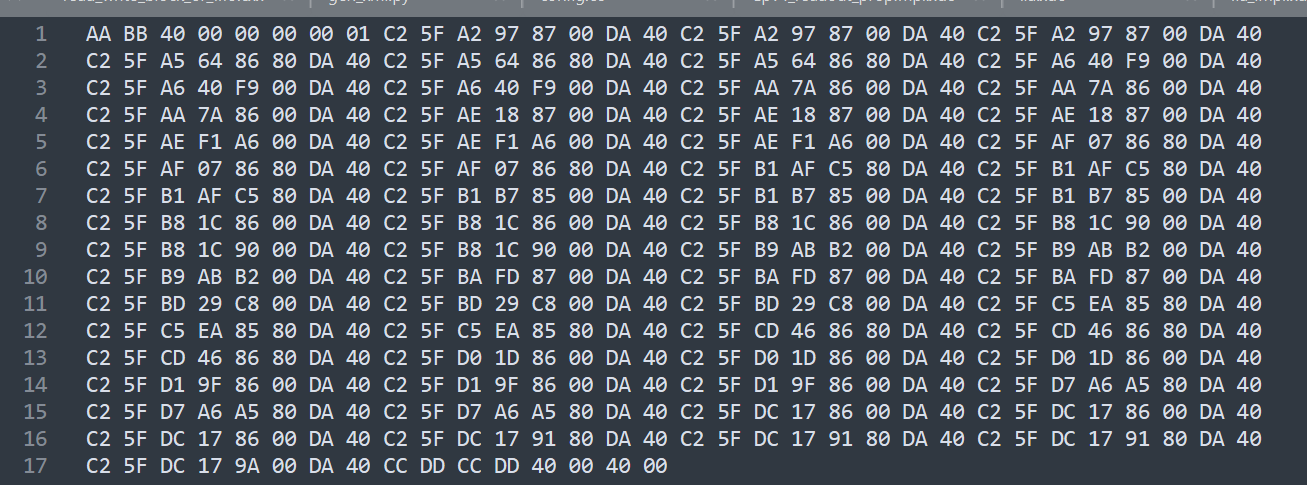 1 AA BB 40 00 00 00 00 01 C2 5F A2 97 87 00 DA 40 C2 5F A2 97 87 00 DA 40 C2 5F A2 97 87 00 DA 40
2 C2 5F A5 64 86 80 DA 40 C2 5F A5 64 86 80 DA 40 C2 5F A5 64 86 80 DA 40 C2 5F A6 40 F9 00 DA 40
3 C2 5F A6 40 F9 00 DA 40 C2 5F A6 40 F9 00 DA 40 C2 5F AA 7A 86 00 DA 40 C2 5F AA 7A 86 00 DA 40
4 C2 5F AA 7A 86 00 DA 40 C2 5F AE 18 87 00 DA 40 C2 5F AE 18 87 00 DA 40 C2 5F AE 18 87 00 DA 40
5 C2 5F AE F1 A6 00 DA 40 C2 5F AE F1 A6 00 DA 40 C2 5F AE F1 A6 00 DA 40 C2 5F AF 07 86 80 DA 40
6 C2 5F AF 07 86 80 DA 40 C2 5F AF 07 86 80 DA 40 C2 5F B1 AF C5 80 DA 40 C2 5F B1 AF C5 80 DA 40
7 C2 5F B1 AF C5 80 DA 40 C2 5F B1 B7 85 00 DA 40 C2 5F B1 B7 85 00 DA 40 C2 5F B1 B7 85 00 DA 40
8 C2 5F B8 1C 86 00 DA 40 C2 5F B8 1C 86 00 DA 40 C2 5F B8 1C 86 00 DA 40 C2 5F B8 1C 90 00 DA 40
9 C2 5F B8 1C 90 00 DA 40 C2 5F B8 1C 90 00 DA 40 C2 5F B9 AB B2 00 DA 40 C2 5F B9 AB B2 00 DA 40
10 C2 5F B9 AB B2 00 DA 40 C2 5F BA FD 87 00 DA 40 C2 5F BA FD 87 00 DA 40 C2 5F BA FD 87 00 DA 40
11 C2 5F BD 29 C8 00 DA 40 C2 5F BD 29 C8 00 DA 40 C2 5F BD 29 C8 00 DA 40 C2 5F C5 EA 85 80 DA 40
12 C2 5F C5 EA 85 80 DA 40 C2 5F C5 EA 85 80 DA 40 C2 5F CD 46 86 80 DA 40 C2 5F CD 46 86 80 DA 40
13 C2 5F CD 46 86 80 DA 40 C2 5F D0 1D 86 00 DA 40 C2 5F D0 1D 86 00 DA 40 C2 5F D0 1D 86 00 DA 40
14 C2 5F D1 9F 86 00 DA 40 C2 5F D1 9F 86 00 DA 40 C2 5F D1 9F 86 00 DA 40 C2 5F D7 A6 A5 80 DA 40
15 C2 5F D7 A6 A5 80 DA 40 C2 5F D7 A6 A5 80 DA 40 C2 5F DC 17 86 00 DA 40 C2 5F DC 17 86 00 DA 40
16 C2 5F DC 17 86 00 DA 40 C2 5F DC 17 91 80 DA 40 C2 5F DC 17 91 80 DA 40 C2 5F DC 17 91 80 DA 40
17 C2 5F DC 17 9A 00 DA 40 CC DD CC DD 40 00 40 00